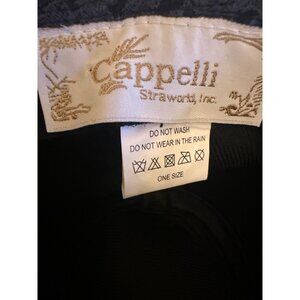 Cappelli
Straworld, Inc.
DO NOT WASH
DO NOT WEAR IN THE RAIN
ONE SIZE